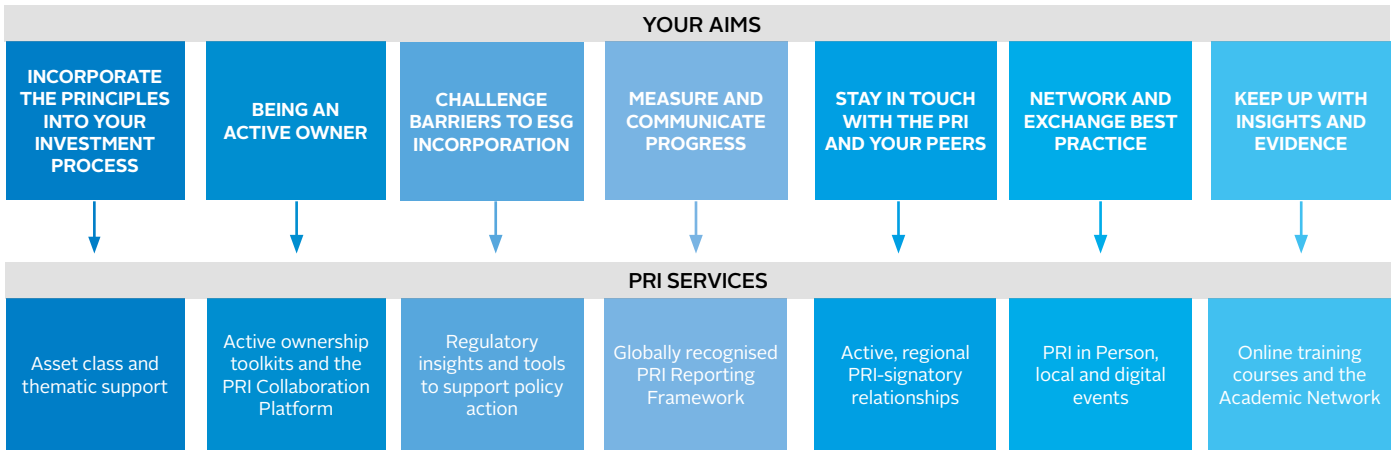 YOUR AIMS
INCORPORATE
THE PRINCIPLES
INTO YOUR
INVESTMENT
PROCESS
BEING AN
ACTIVE OWNER
CHALLENGE
BARRIERS TO ESG
INCORPORATION
MEASURE AND
COMMUNICATE
PROGRESS
STAY IN TOUCH
WITH THE PRI
AND YOUR PEERS
NETWORK AND
EXCHANGE BEST
PRACTICE
KEEP UP WITH
INSIGHTS AND
EVIDENCE
PRI SERVICES
Asset class and
thematic support
Active ownership
toolkits and the
PRI Collaboration
Platform
Regulatory
insights and tools
to support policy
action
Globally recognised
PRI Reporting
Framework
Active, regional
PRI-signatory
relationships
PRI in Person,
local and digital
events
Online training
courses and the
Academic Network